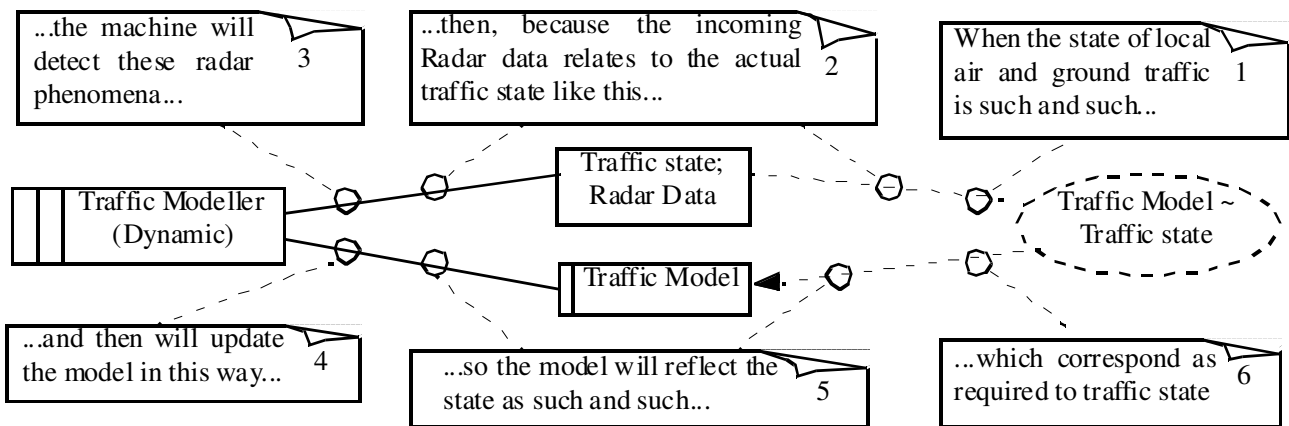 ...the machine will
detect these radar
phenomena...
3
...then, because the incoming
Radar data relates to the actual
traffic state like this...
2
When the state of local
air and ground traffic
is such and such...
1
Traffic Modeller
(Dynamic)
Traffic state;
Radar Data
Traffic Model ~
Traffic state
Traffic Model
...and then will update
the model in this way...
4
...so the model will reflect the
state as such and such...
5
...which correspond as
required to traffic state
6